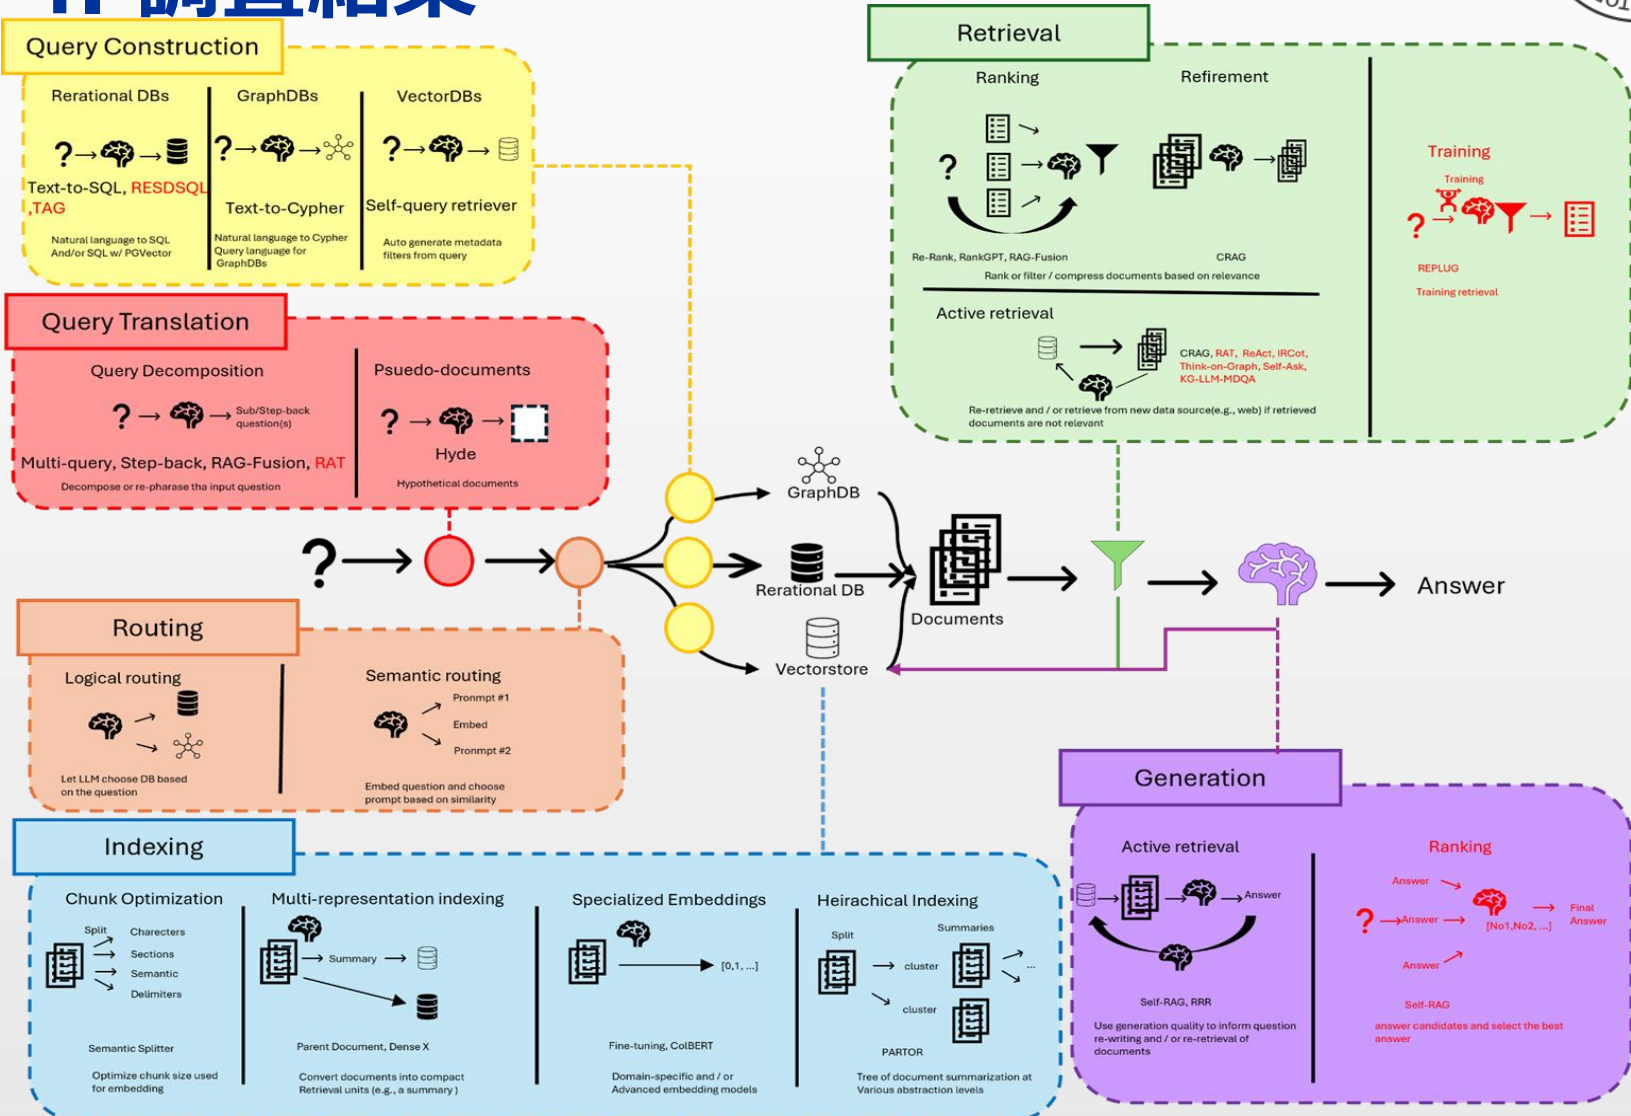 調査結果
Query Construction
Rerational DBs
GraphDBs
VectorDBs
?
?
?
Text-to-SQL, RESDSQL
,TAG
Text-to-Cypher
Self-query retriever
Natural language to SQL
And/or SQL w/ PGVector
Natural language to Cypher
Query language for
GraphDBs
Auto generate metadata
filters from query
Query Translation
Query Decomposition
Psuedo-documents
?
Sub/Step-back
question(s)
?
Multi-query, Step-back, RAG-Fusion, RAT
Hyde
Decompose or re-pharase tha input question
Hypothetical documents
Retrieval
Ranking
Refirement
?
Re-Rank, RankGPT, RAG-Fusion
CRAG
Rank or filter / compress documents based on relevance
Training
Training
?
REPLUG
Training retrieval
Active retrieval
CRAG, RAT, ReAct, IRCot,
Think-on-Graph, Self-Ask,
KG-LLM-MDQA
Re-retrieve and / or retrieve from new data source(e.g., web) if retrieved
documents are not relevant
?
GraphDB
Rerational DB
Vectorstore
Documents
Answer
Routing
Logical routing
Semantic routing
Pronmpt #1
Embed
Pronmpt #2
Let LLM choose DB based
on the question
Embed question and choose
prompt based on similarity
Indexing
Chunk Optimization
Split
Charecters
Sections
Semantic
Delimiters
Semantic Splitter
Optimize chunk size used
for embedding
Multi-representation indexing
Summary
Parent Document, Dense X
Convert documents into compact
Retrieval units (e.g., a summary )
Specialized Embeddings
[0,1, ...]
Fine-tuning, ColBERT
Domain-specific and / or
Advanced embedding models
Heirachical Indexing
Split
Summaries
cluster
...
cluster
PARTOR
Tree of document summarization at
Various abstraction levels
Generation
Active retrieval
Answer
Self-RAG, RRR
Use generation quality to inform question
re-writing and / or re-retrieval of
documents
Ranking
Answer
?
Answer
Answer
[No1,No2, ...]
Final
Answer
Self-RAG
answer candidates and select the best
answer